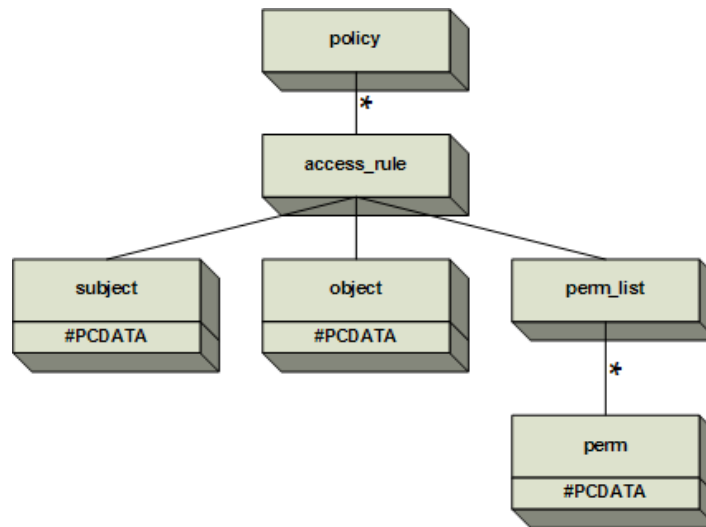 policy
*
access_rule
subject
#PCDATA
object
#PCDATA
perm_list
*
perm
#PCDATA